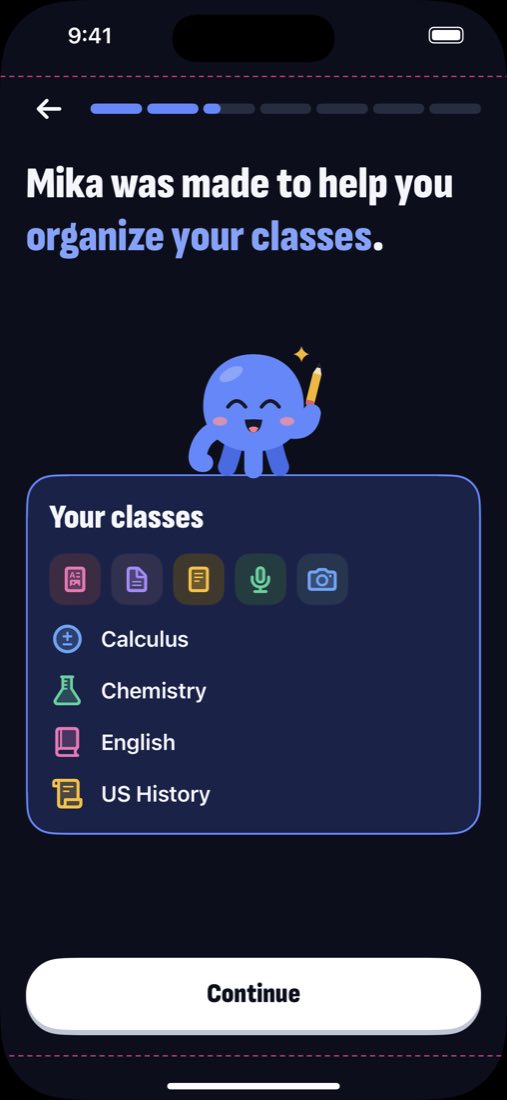 9:41
Mika was made to help you
organize your classes.
Your classes
Calculus
Chemistry
English
US History
Continue